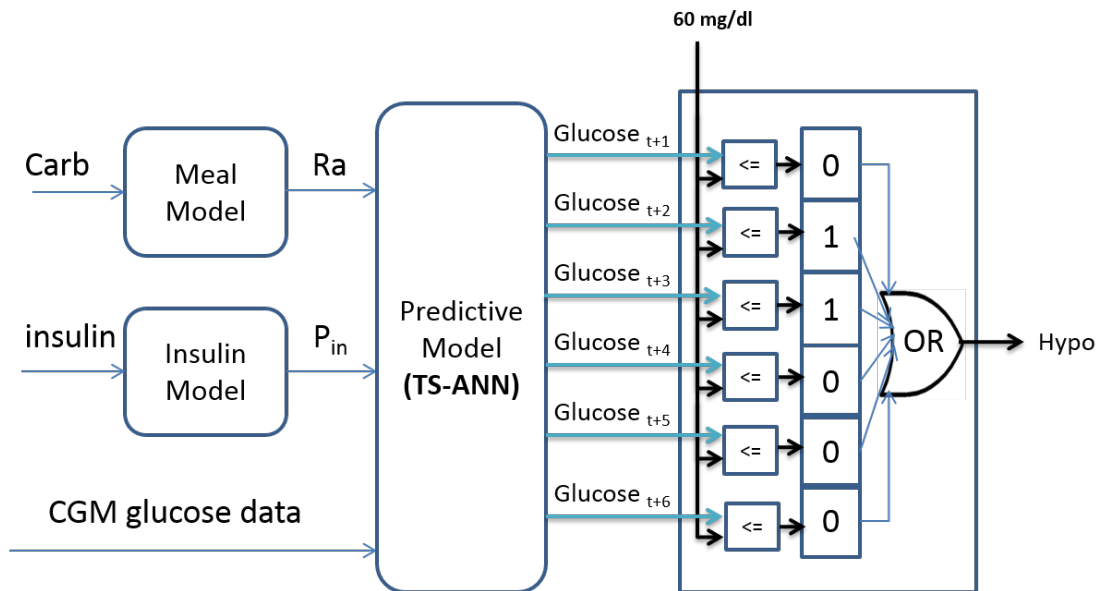 60 mg/dl
Carb
Meal
Model
Ra
insulin
Insulin
Model
P_in
CGM glucose data
Predictive
Model
(TS-ANN)
Glucose t+1
Glucose t+2
Glucose t+3
Glucose t+4
Glucose t+5
Glucose t+6
<=
<=
<=
<=
<=
<=
0
1
1
0
0
0
OR
Hypo